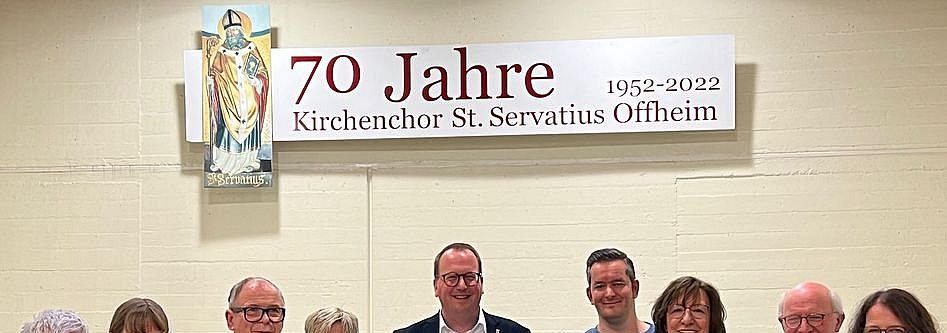 70 Jahre 1952-2022
Kirchenchor St. Servatius Offheim
St Servatius